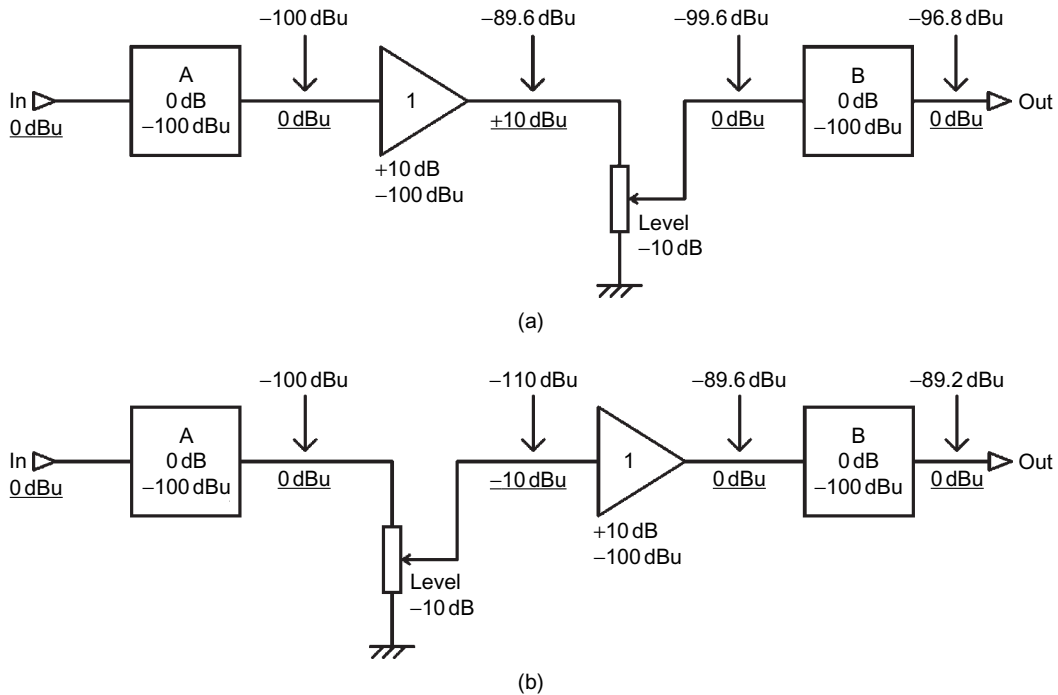 −100 dBu −89.6 dBu −99.6 dBu −96.8 dBu
A
0 dB
−100 dBu
1
B
0 dB
−100 dBu
In
0 dBu
0 dBu
+10 dBu
0 dBu
0 dBu
Out
+10 dB
−100 dBu
Level
−10 dB
(a)
−100 dBu −110 dBu −89.6 dBu −89.2 dBu
A
0 dB
−100 dBu
1
B
0 dB
−100 dBu
In
0 dBu
0 dBu
−10 dBu
0 dBu
0 dBu
Out
+10 dB
−100 dBu
Level
−10 dB
(b)